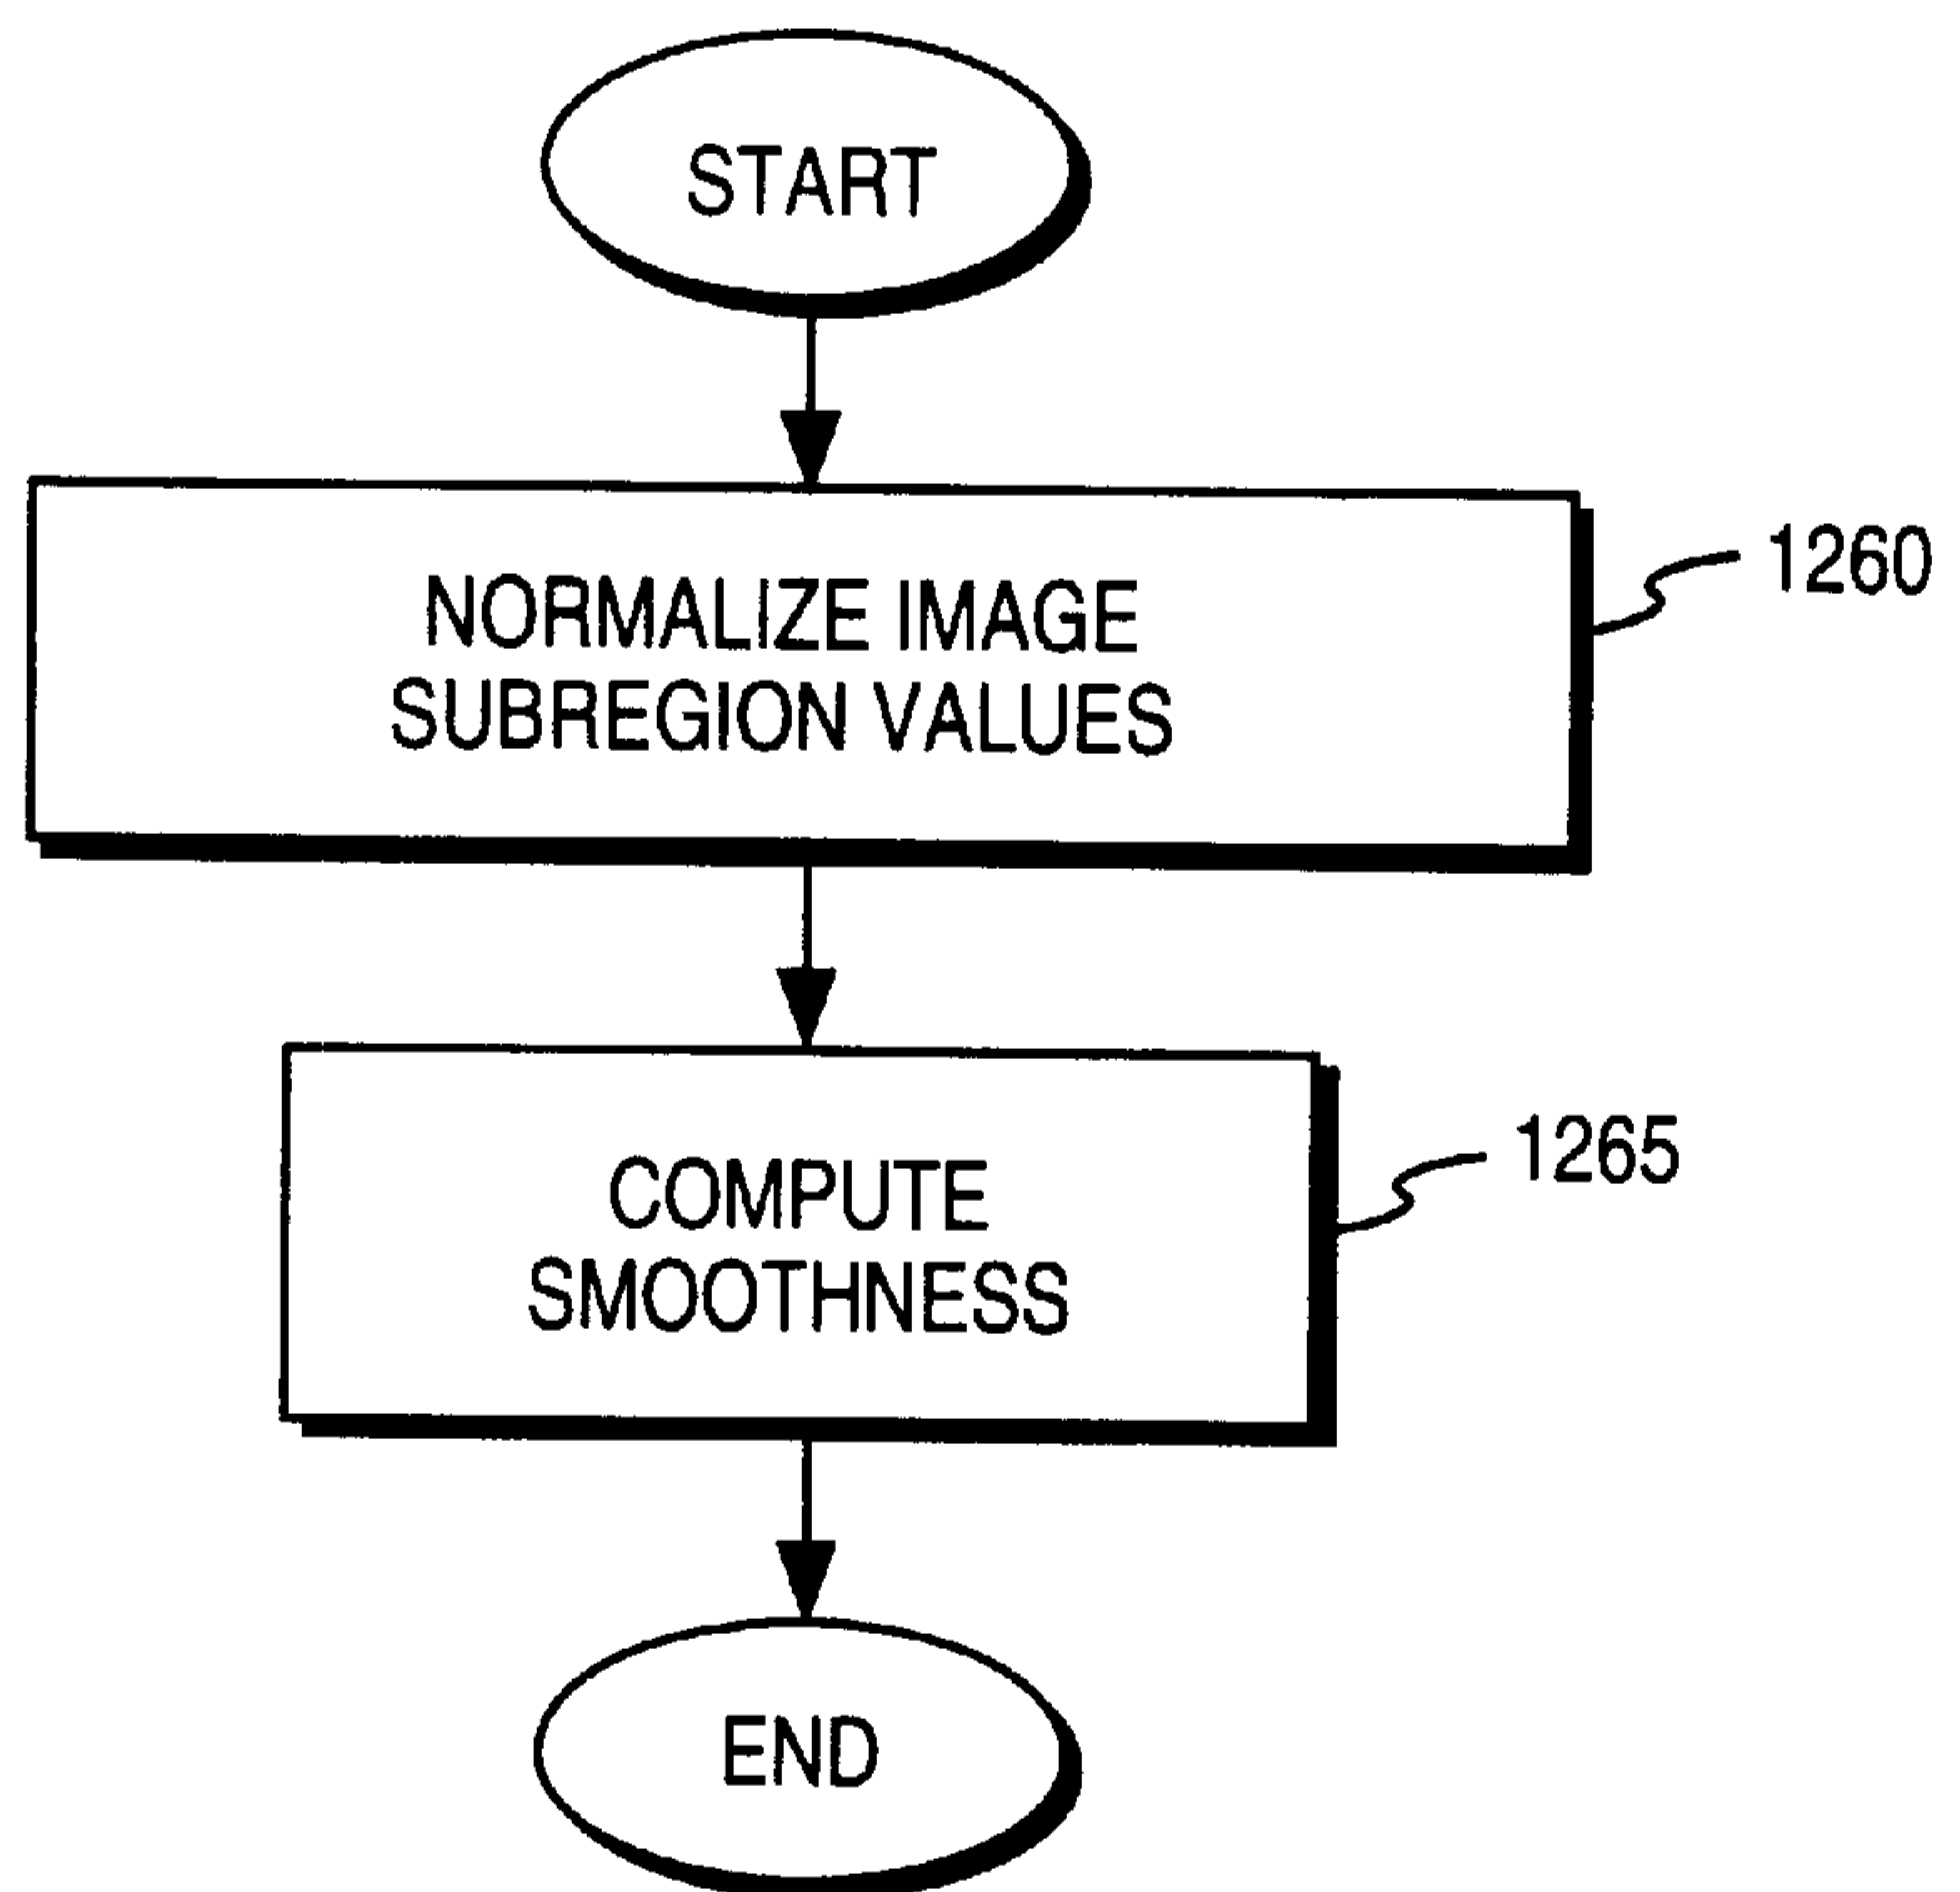 START
NORMALIZE IMAGE
SUBREGION VALUES
1260
COMPUTE
SMOOTHNESS
1265
END